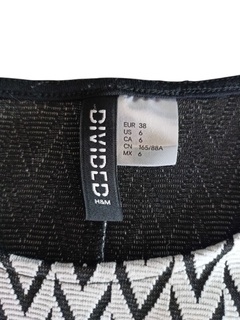 DIVIDED
H&M
EUR 38
US 6
CA 6
CN 165/88A
MX 6